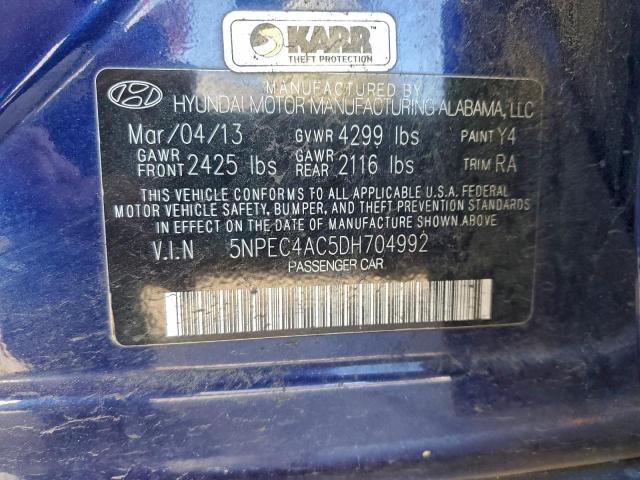 KARR
THEFT PROTECTION
MANUFACTURED BY
HYUNDAI MOTOR MANUFACTURING ALABAMA, LLC
Mar/04/13 GVWR 4299 lbs PAINT Y4
GAWR FRONT 2425 lbs GAWR REAR 2116 lbs TRIM RA
THIS VEHICLE CONFORMS TO ALL APPLICABLE U.S.A. FEDERAL
MOTOR VEHICLE SAFETY, BUMPER, AND THEFT PREVENTION STANDARDS
IN EFFECT ON THE DATE OF MANUFACTURE SHOWN ABOVE.
V.I.N 5NPEC4AC5DH704992
PASSENGER CAR